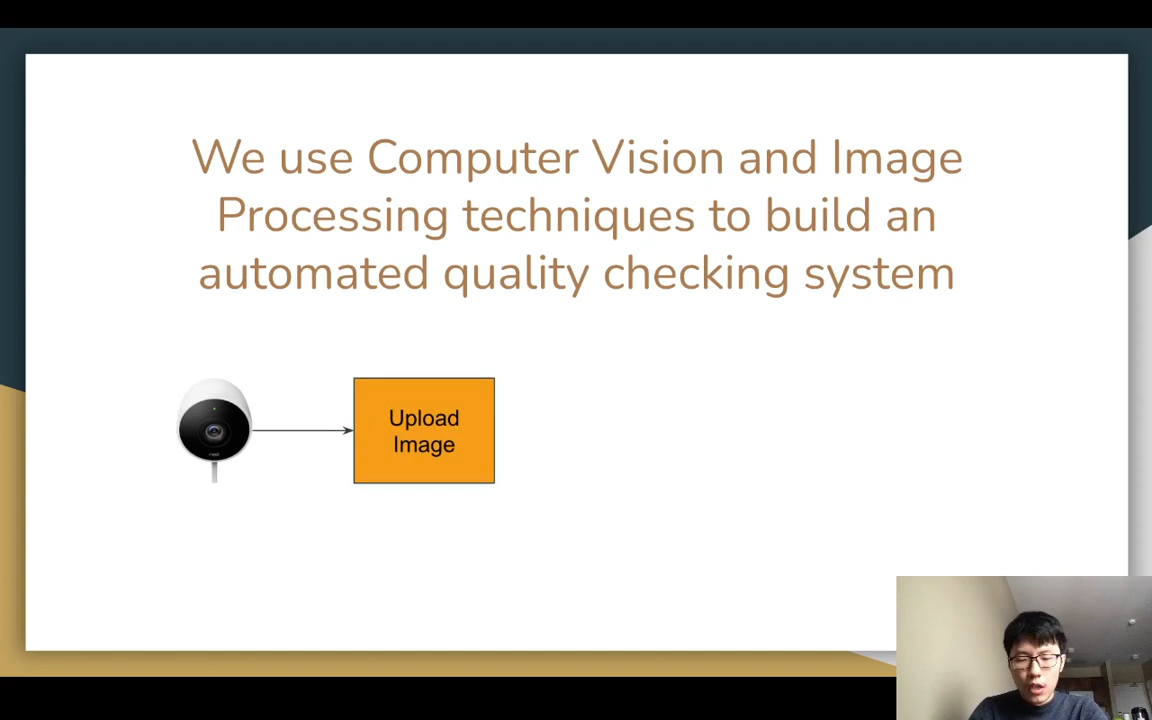 We use Computer Vision and Image
Processing techniques to build an
automated quality checking system
Upload
Image